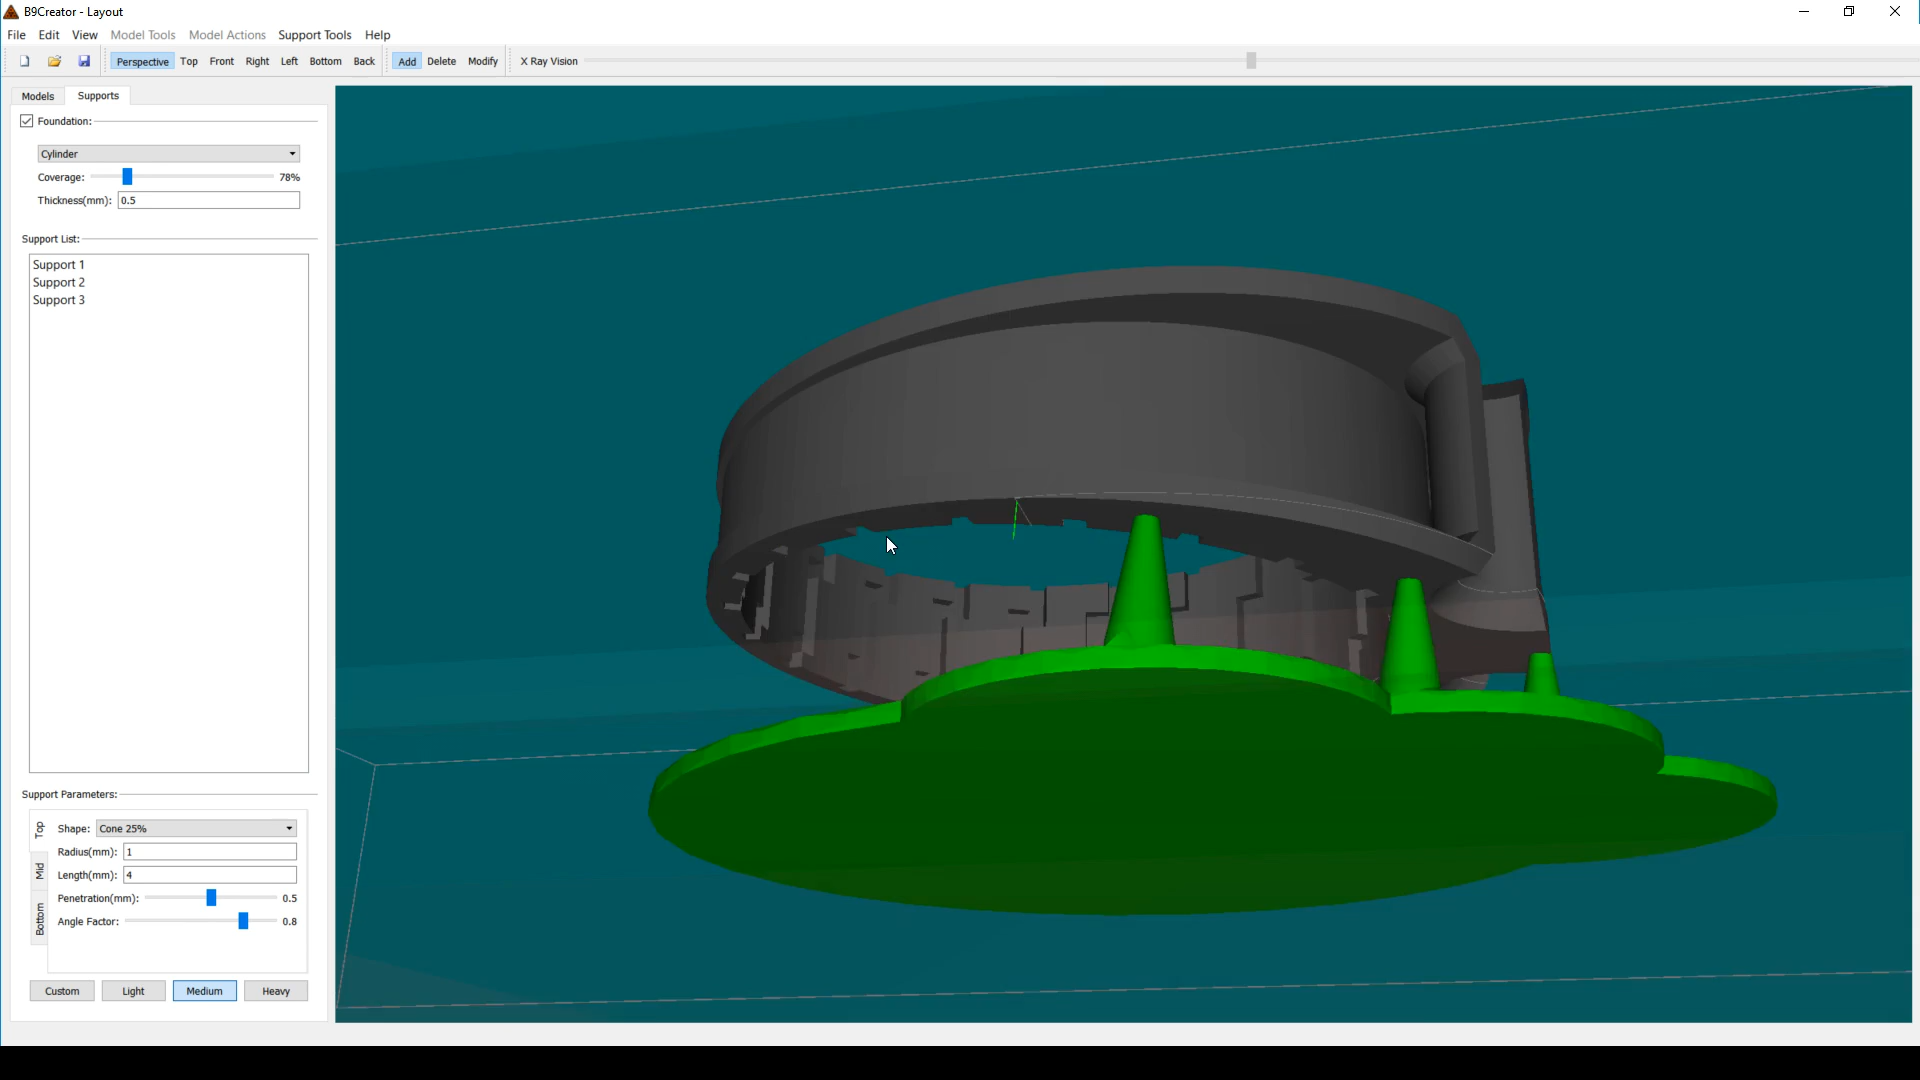 B9Creator - Layout
File Edit View Model Tools Model Actions Support Tools Help
Perspective Top Front Right Left Bottom Back Add Delete Modify X Ray Vision
Models Supports
Foundation:
Cylinder
Coverage: 78%
Thickness(mm): 0.5
Support List:
Support 1
Support 2
Support 3
Support Parameters:
Top
Mid
Bottom
Shape: Cone 25%
Radius(mm): 1
Length(mm): 4
Penetration(mm): 0.5
Angle Factor: 0.8
Custom Light Medium Heavy